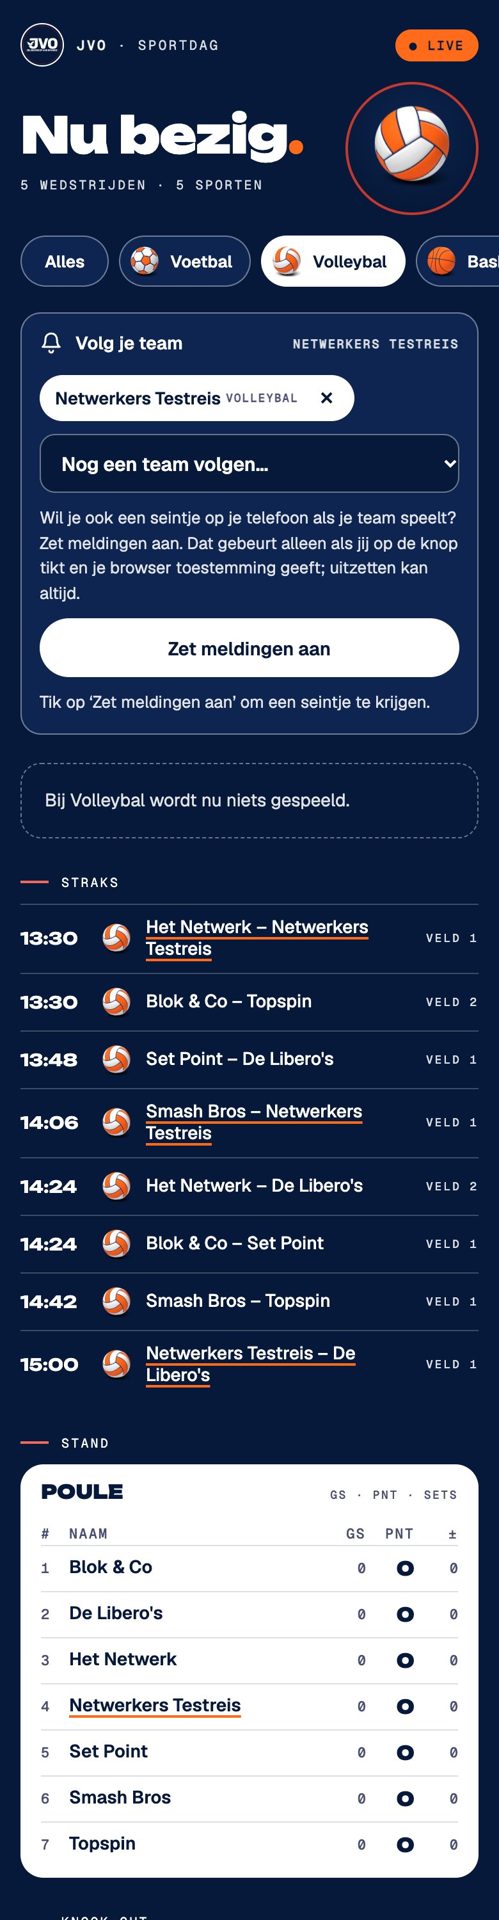 JVO
JVO · SPORTDAG
● LIVE
Nu bezig.
5 WEDSTRIJDEN · 5 SPORTEN
Alles
Voetbal
Volleybal
Bas
Volg je team
NETWERKERS TESTREIS
Netwerkers Testreis VOLLEYBAL ✕
Nog een team volgen...
Wil je ook een seintje op je telefoon als je team speelt?
Zet meldingen aan. Dat gebeurt alleen als jij op de knop
tikt en je browser toestemming geeft; uitzetten kan
altijd.
Zet meldingen aan
Tik op ‘Zet meldingen aan’ om een seintje te krijgen.
Bij Volleybal wordt nu niets gespeeld.
STRAKS
13:30 Het Netwerk – Netwerkers
Testreis VELD 1
13:30 Blok & Co – Topspin VELD 2
13:48 Set Point – De Libero's VELD 1
14:06 Smash Bros – Netwerkers
Testreis VELD 1
14:24 Het Netwerk – De Libero's VELD 2
14:24 Blok & Co – Set Point VELD 1
14:42 Smash Bros – Topspin VELD 1
15:00 Netwerkers Testreis – De
Libero's VELD 1
STAND
POULE GS · PNT · SETS
# NAAM GS PNT ±
1 Blok & Co 0 0 0
2 De Libero's 0 0 0
3 Het Netwerk 0 0 0
4 Netwerkers Testreis 0 0 0
5 Set Point 0 0 0
6 Smash Bros 0 0 0
7 Topspin 0 0 0